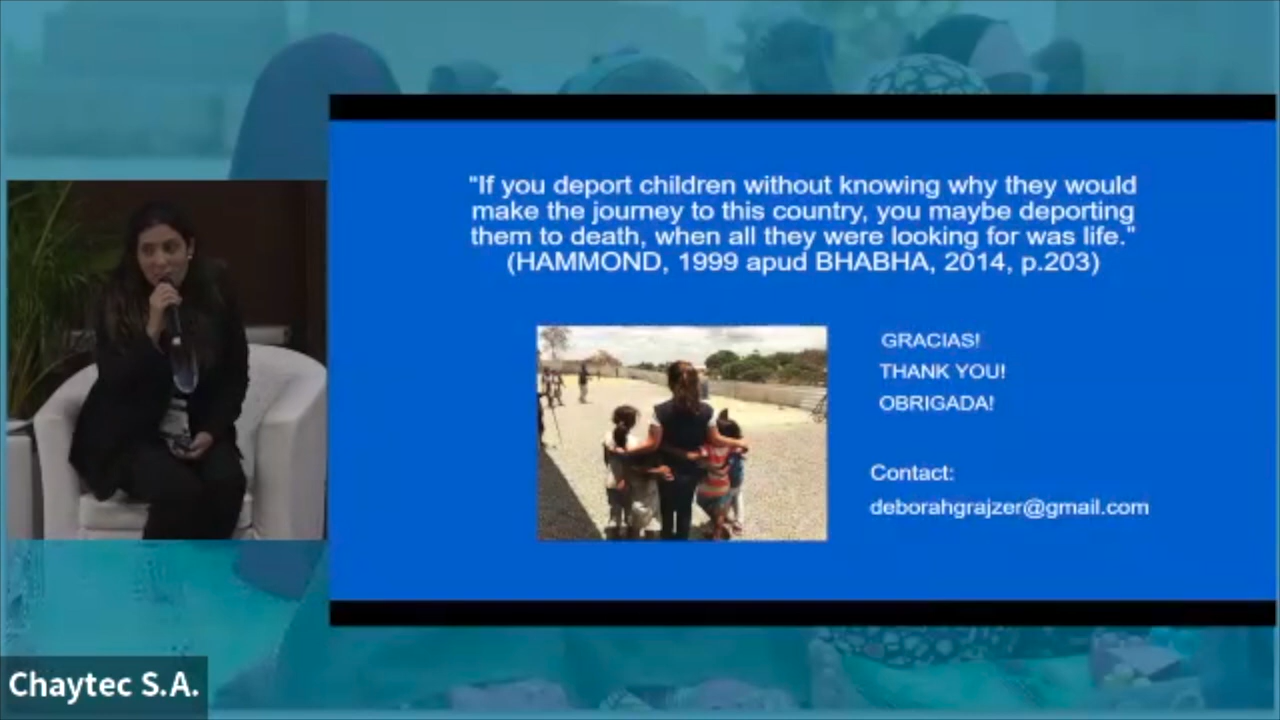 "If you deport children without knowing why they would
make the journey to this country, you maybe deporting
them to death, when all they were looking for was life."
(HAMMOND, 1999 apud BHABHA, 2014, p.203)
GRACIAS!
THANK YOU!
OBRIGADA!
Contact:
deborahgrajzer@gmail.com
Chaytec S.A.